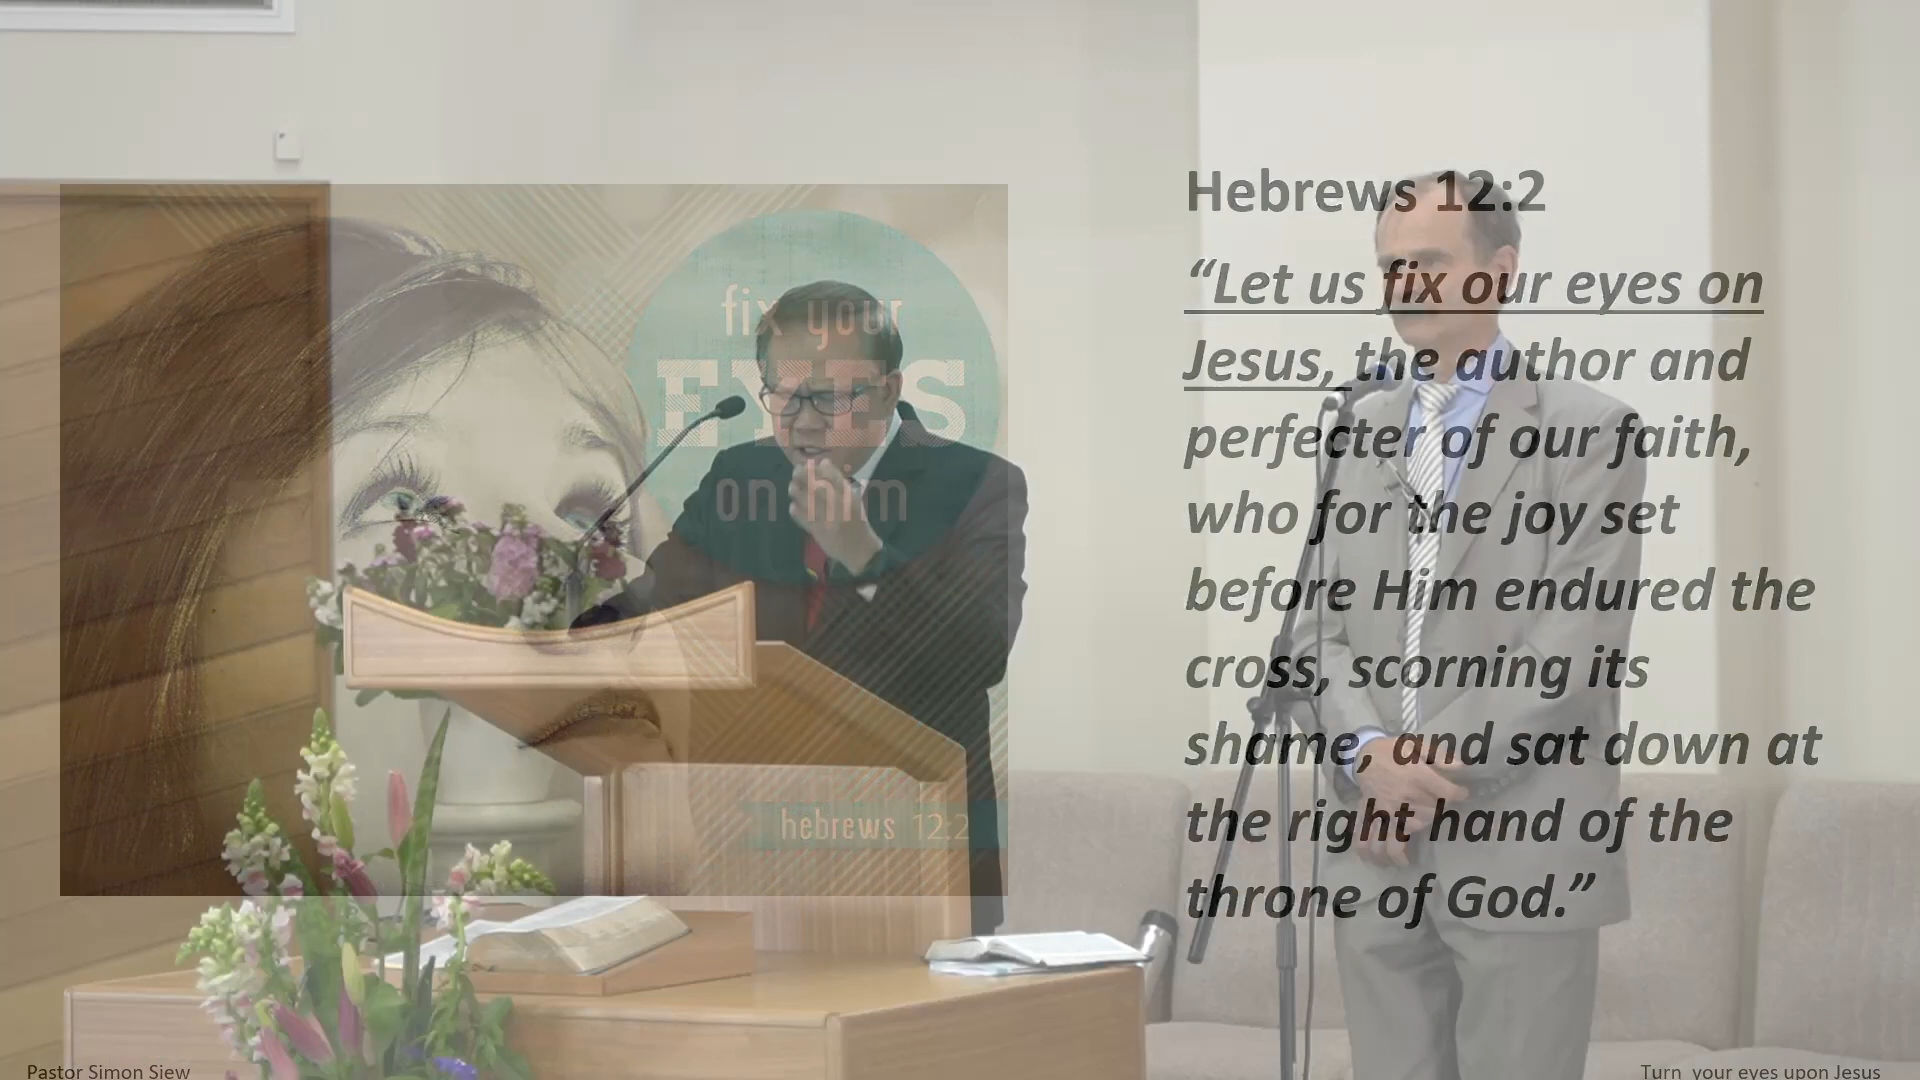 fix your
EYES
on him
hebrews 12:2
Hebrews 12:2
“Let us fix our eyes on
Jesus, the author and
perfecter of our faith,
who for the joy set
before Him endured the
cross, scorning its
shame, and sat down at
the right hand of the
throne of God.”
Pastor Simon Siew
Turn  your eyes upon Jesus